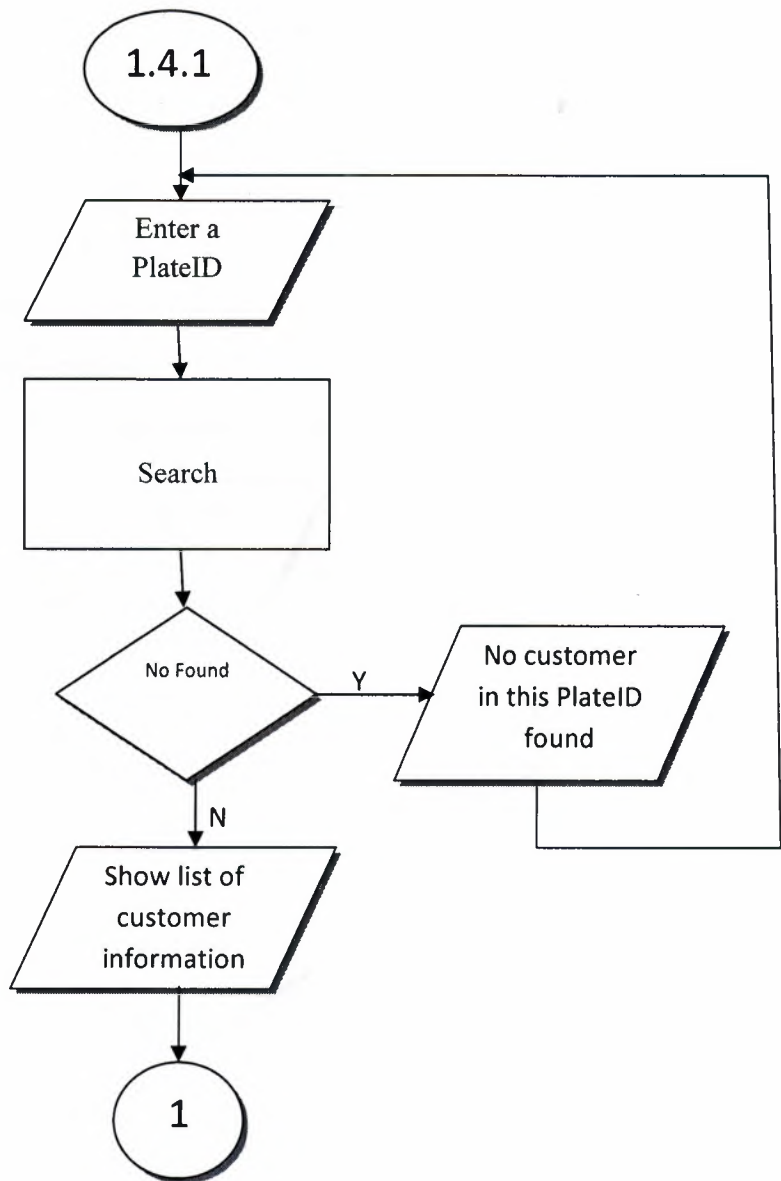 1.4.1
Enter a
PlateID
Search
No Found
Y
No customer
in this PlateID
found
N
Show list of
customer
information
1